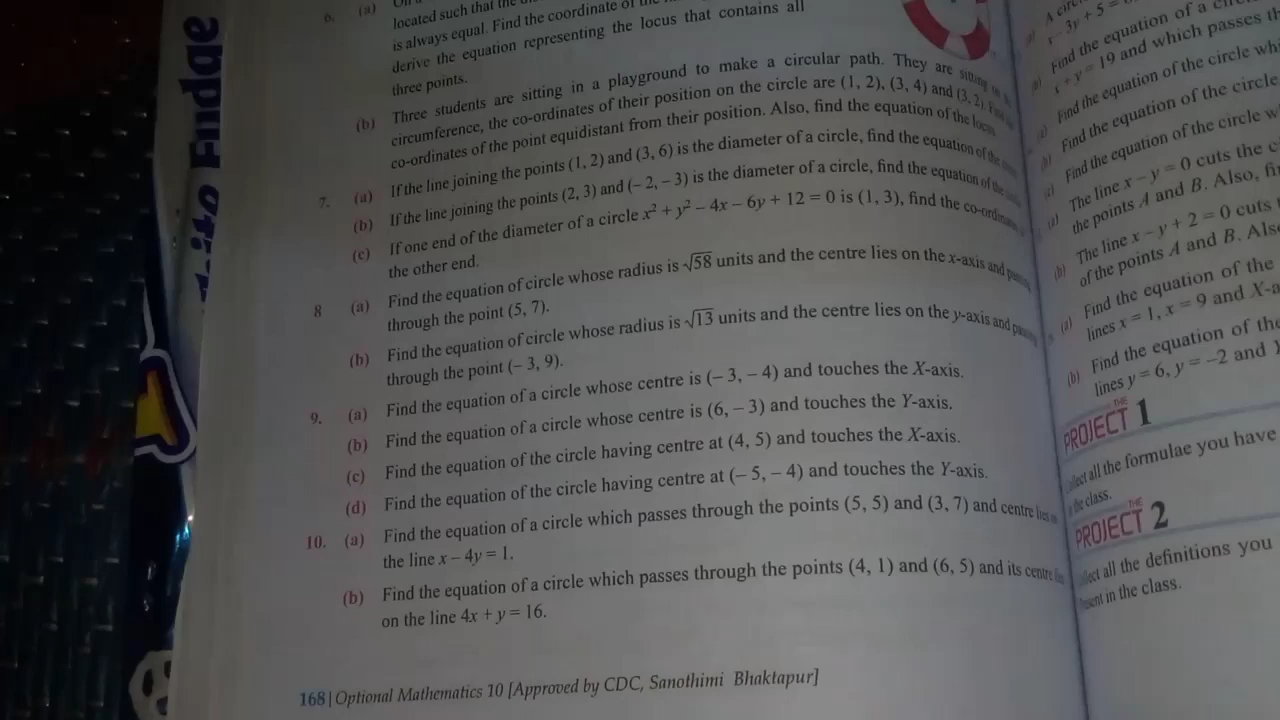 6. (a)
located such that the
is always equal. Find the coordinate of the
derive the equation representing the locus that contains all
three points.
(b) Three students are sitting in a playground to make a circular path. They are sitting
circumference, the co-ordinates of their position on the circle are (1, 2), (3, 4) and (3, 2).
co-ordinates of the point equidistant from their position. Also, find the equation of the locus
7. (a) If the line joining the points (1, 2) and (3, 6) is the diameter of a circle, find the equation of the
(b) If the line joining the points (2, 3) and (– 2, – 3) is the diameter of a circle, find the equation of the
(c) If one end of the diameter of a circle x² + y² – 4x – 6y + 12 = 0 is (1, 3), find the co-ordinates
the other end.
8 (a) Find the equation of circle whose radius is √58 units and the centre lies on the x-axis and
through the point (5, 7).
(b) Find the equation of circle whose radius is √13 units and the centre lies on the y-axis and
through the point (– 3, 9).
9. (a) Find the equation of a circle whose centre is (– 3, – 4) and touches the X-axis.
(b) Find the equation of a circle whose centre is (6, – 3) and touches the Y-axis.
(c) Find the equation of the circle having centre at (4, 5) and touches the X-axis.
(d) Find the equation of the circle having centre at (– 5, – 4) and touches the Y-axis.
10. (a) Find the equation of a circle which passes through the points (5, 5) and (3, 7) and centre lies
the line x – 4y = 1.
(b) Find the equation of a circle which passes through the points (4, 1) and (6, 5) and its centre
on the line 4x + y = 16.
168 | Optional Mathematics 10 [Approved by CDC, Sanothimi Bhaktapur]
A circle
x – 3y + 5 =
Find the equation of a
x + y = 19 and which passes
Find the equation of the circle
Find the equation of the circle
Find the equation of the circle
The line x – y = 0 cuts the
the points A and B. Also,
(b) The line x – y + 2 = 0 cuts
of the points A and B. Also
(a) Find the equation of the
lines x = 1, x = 9 and X-a
(b) Find the equation of the
lines y = 6, y = –2 and
THE
PROJECT 1
all the formulae you have
the class.
THE
PROJECT 2
all the definitions you
in the class.